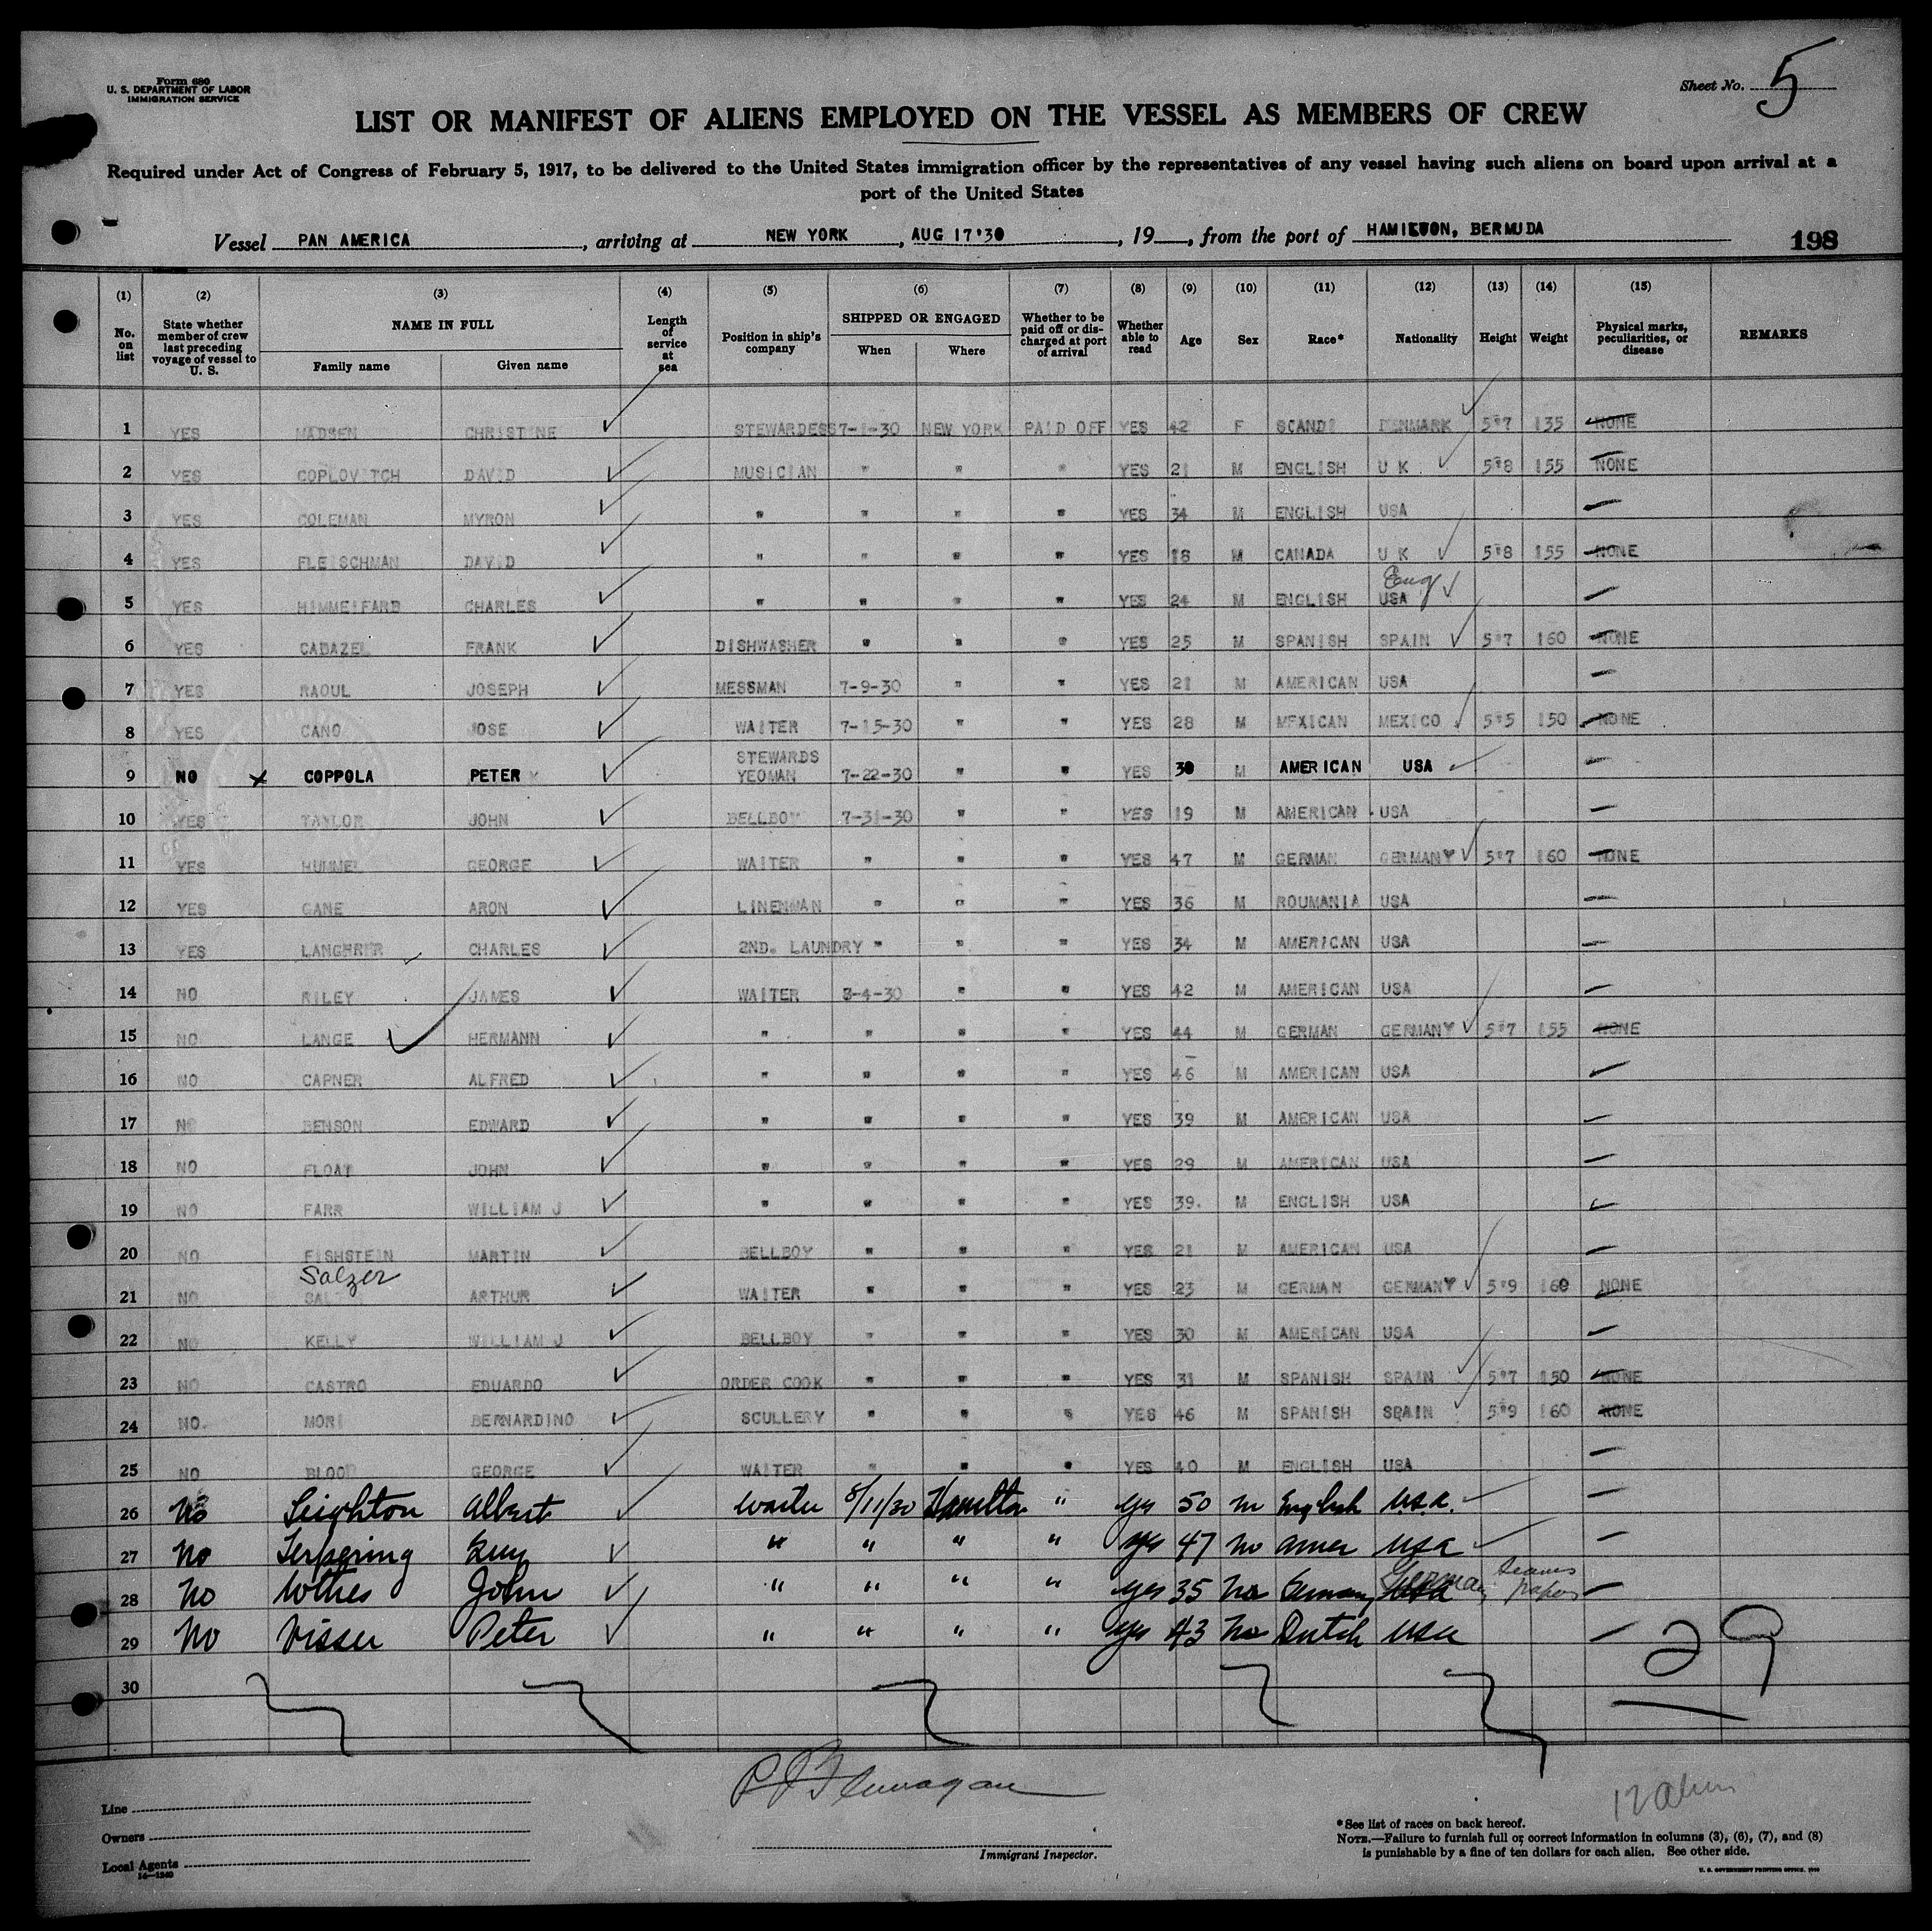 Form 680
U. S. DEPARTMENT OF LABOR
IMMIGRATION SERVICE
Sheet No. 5
LIST OR MANIFEST OF ALIENS EMPLOYED ON THE VESSEL AS MEMBERS OF CREW
Required under Act of Congress of February 5, 1917, to be delivered to the United States immigration officer by the representatives of any vessel having such aliens on board upon arrival at a
port of the United States
Vessel PAN AMERICA, arriving at NEW YORK, AUG 17'30, 19, from the port of HAMILTON, BERMUDA
198
(1) (2) (3) (4) (5) (6) (7) (8) (9) (10) (11) (12) (13) (14) (15)
No. on list State whether member of crew last preceding voyage of vessel to U. S. NAME IN FULL Family name Given name Length of service at sea Position in ship's company SHIPPED OR ENGAGED When Where Whether to be paid off or discharged at port of arrival Whether able to read Age Sex Race* Nationality Height Weight Physical marks, peculiarities, or disease REMARKS
1 YES MADSEN CHRISTINE STEWARDESS 7-1-30 NEW YORK PAID OFF YES 42 F SCANDI DENMARK 5"7 135 NONE
2 YES COPLOVITCH DAVID MUSICIAN " " " YES 21 M ENGLISH U K 5"8 155 NONE
3 YES COLEMAN MYRON " " " " YES 34 M ENGLISH USA
4 YES FLEISCHMAN DAVID " " " " YES 18 M CANADA U K 5"8 155 NONE
5 YES HIMMELFARB CHARLES " " " " YES 24 M ENGLISH USA Eng
6 YES CABAZEL FRANK DISHWASHER " " " YES 25 M SPANISH SPAIN 5"7 160 NONE
7 YES RAOUL JOSEPH MESSMAN 7-9-30 " " YES 21 M AMERICAN USA
8 YES CANO JOSE WAITER 7-15-30 " " YES 28 M MEXICAN MEXICO 5"5 150 NONE
9 NO x COPPOLA PETER STEWARDS YEOMAN 7-22-30 " " YES 30 M AMERICAN USA
10 YES TAYLOR JOHN BELLBOY 7-31-30 " " YES 19 M AMERICAN USA
11 YES HUMMEL GEORGE WAITER " " " YES 47 M GERMAN GERMANY 5"7 160 NONE
12 YES GANE ARON LINENMAN " " " YES 36 M ROUMANIA USA
13 YES LANGHRER CHARLES 2ND. LAUNDRY " " " YES 34 M AMERICAN USA
14 NO RILEY JAMES WAITER 8-4-30 " " YES 42 M AMERICAN USA
15 NO LANGE HERMANN " " " " YES 44 M GERMAN GERMANY 5"7 155 NONE
16 NO CAPNER ALFRED " " " " YES 46 M AMERICAN USA
17 NO BENSON EDWARD " " " " YES 39 M AMERICAN USA
18 NO FLOAT JOHN " " " " YES 29 M AMERICAN USA
19 NO FARR WILLIAM J " " " " YES 39. M ENGLISH USA
20 NO FISHSTEIN MARTIN BELLBOY " " " YES 21 M AMERICAN USA
Salzer
21 NO ARTHUR WAITER " " " YES 23 M GERMAN GERMANY 5"9 160 NONE
22 NO KELLY WILLIAM J BELLBOY " " " YES 30 M AMERICAN USA
23 NO CASTRO EDUARDO ORDER COOK " " " YES 31 M SPANISH SPAIN 5"7 150 NONE
24 NO. MORI BERNARDINO SCULLERY " " " YES 46 M SPANISH SPAIN 5"9 160 NONE
25 NO BLOOD GEORGE WAITER " " " YES 40 M ENGLISH USA
26 No Leighton Albert Waiter 8/11/30 Hamilton " yes 50 m English U.S.A.
27 No Guy " " " " yes 47 m amer USA
28 No John " " " " yes 35 m German German
29 No Visser Peter " " " " yes 43 m Dutch USA
29
30
P J Flanagan
Line
Owners
Local Agents
16—1240
Immigrant Inspector.
*See list of races on back hereof.
NOTE.—Failure to furnish full or correct information in columns (3), (6), (7), and (8)
is punishable by a fine of ten dollars for each alien. See other side.
U. S. GOVERNMENT PRINTING OFFICE: 1930